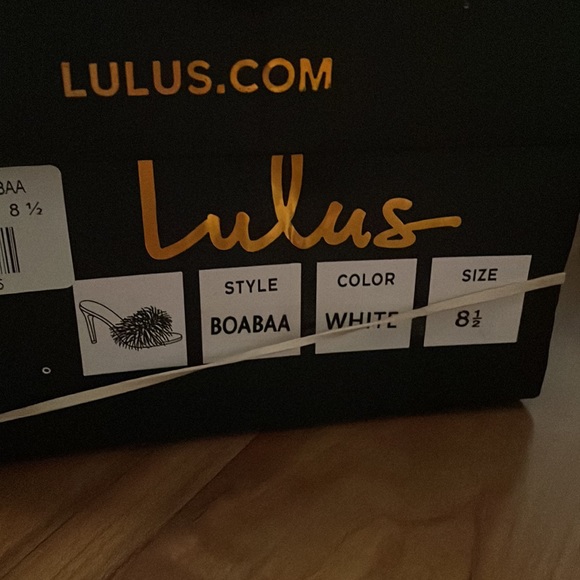 LULUS.COM
Lulus
8 ½
STYLE
BOABAA
COLOR
WHITE
SIZE
8½